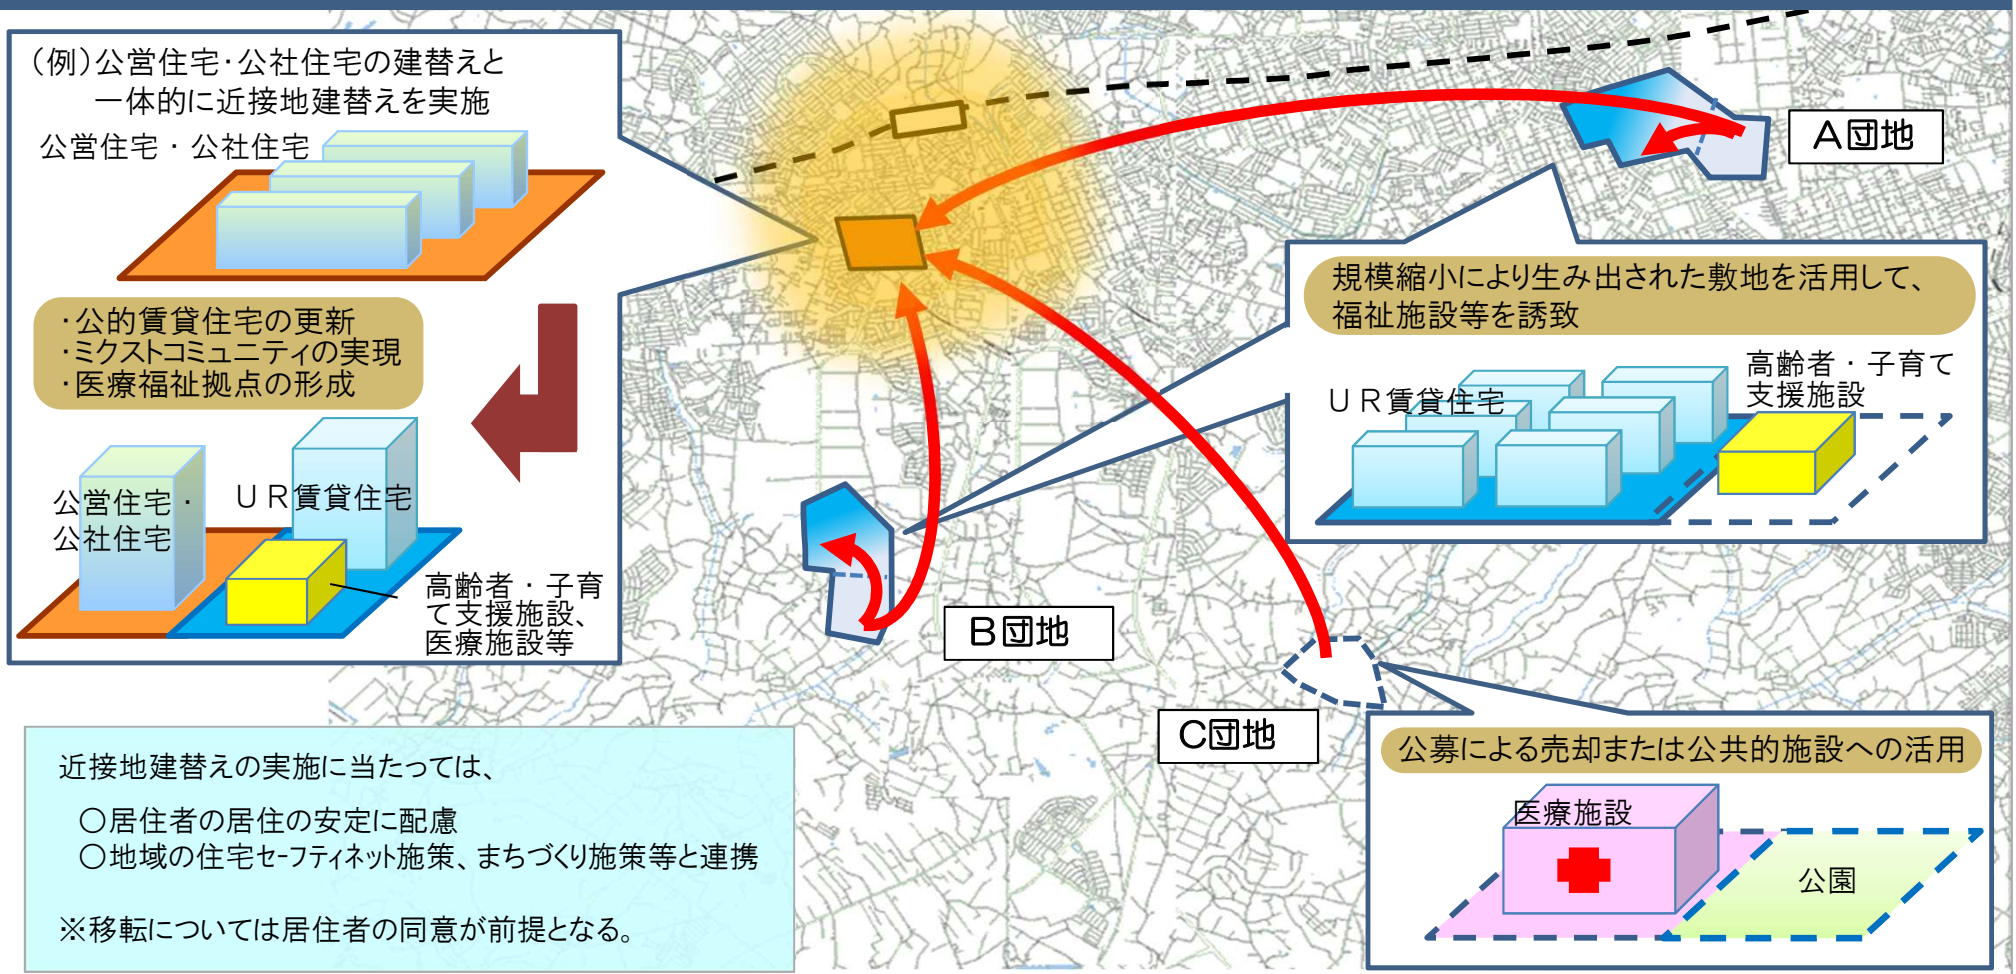 （例）公営住宅・公社住宅の建替えと
一体的に近接地建替えを実施
公営住宅・公社住宅
・公的賃貸住宅の更新
・ミクストコミュニティの実現
・医療福祉拠点の形成
公営住宅・
公社住宅
ＵＲ賃貸住宅
高齢者・子育
て支援施設、
医療施設等
A団地
規模縮小により生み出された敷地を活用して、
福祉施設等を誘致
ＵＲ賃貸住宅
高齢者・子育て
支援施設
B団地
C団地
公募による売却または公共的施設への活用
医療施設
公園
近接地建替えの実施に当たっては、
○居住者の居住の安定に配慮
○地域の住宅セーフティネット施策、まちづくり施策等と連携
※移転については居住者の同意が前提となる。